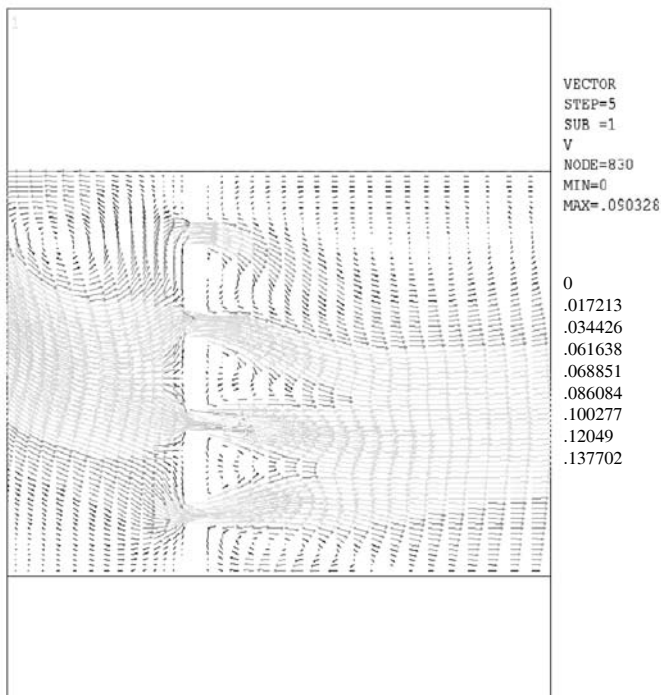 1
VECTOR
STEP=5
SUB =1
V
NODE=830
MIN=0
MAX=.090328
0
.017213
.034426
.061638
.068851
.086084
.100277
.12049
.137702